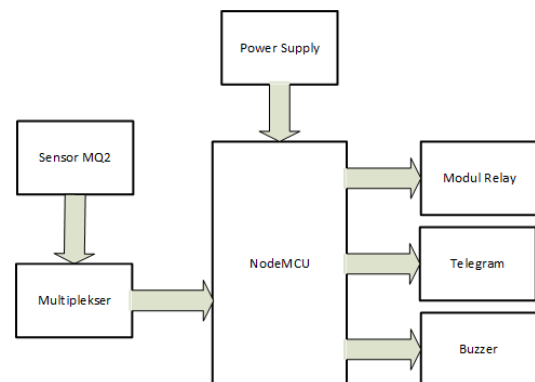 Power Supply
Sensor MQ2
Modul Relay
NodeMCU
Telegram
Multiplekser
Buzzer